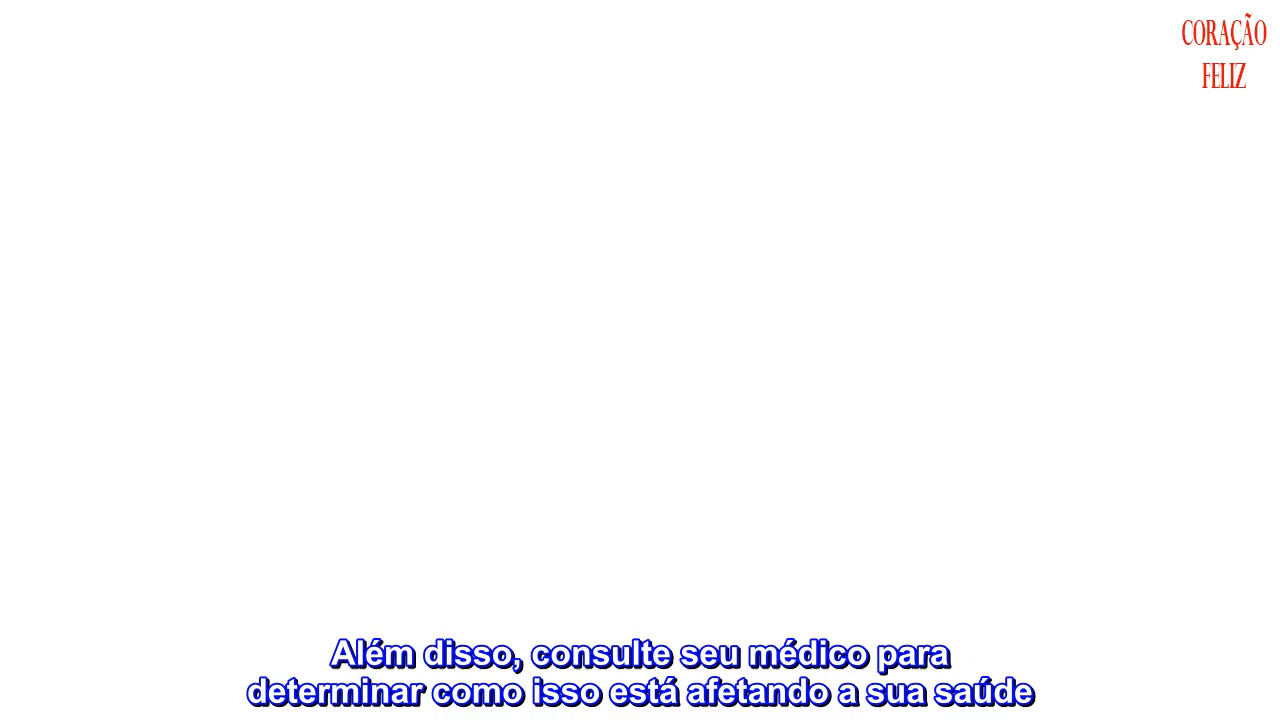 CORAÇÃO
FELIZ
Além disso, consulte seu médico para
determinar como isso está afetando a sua saúde